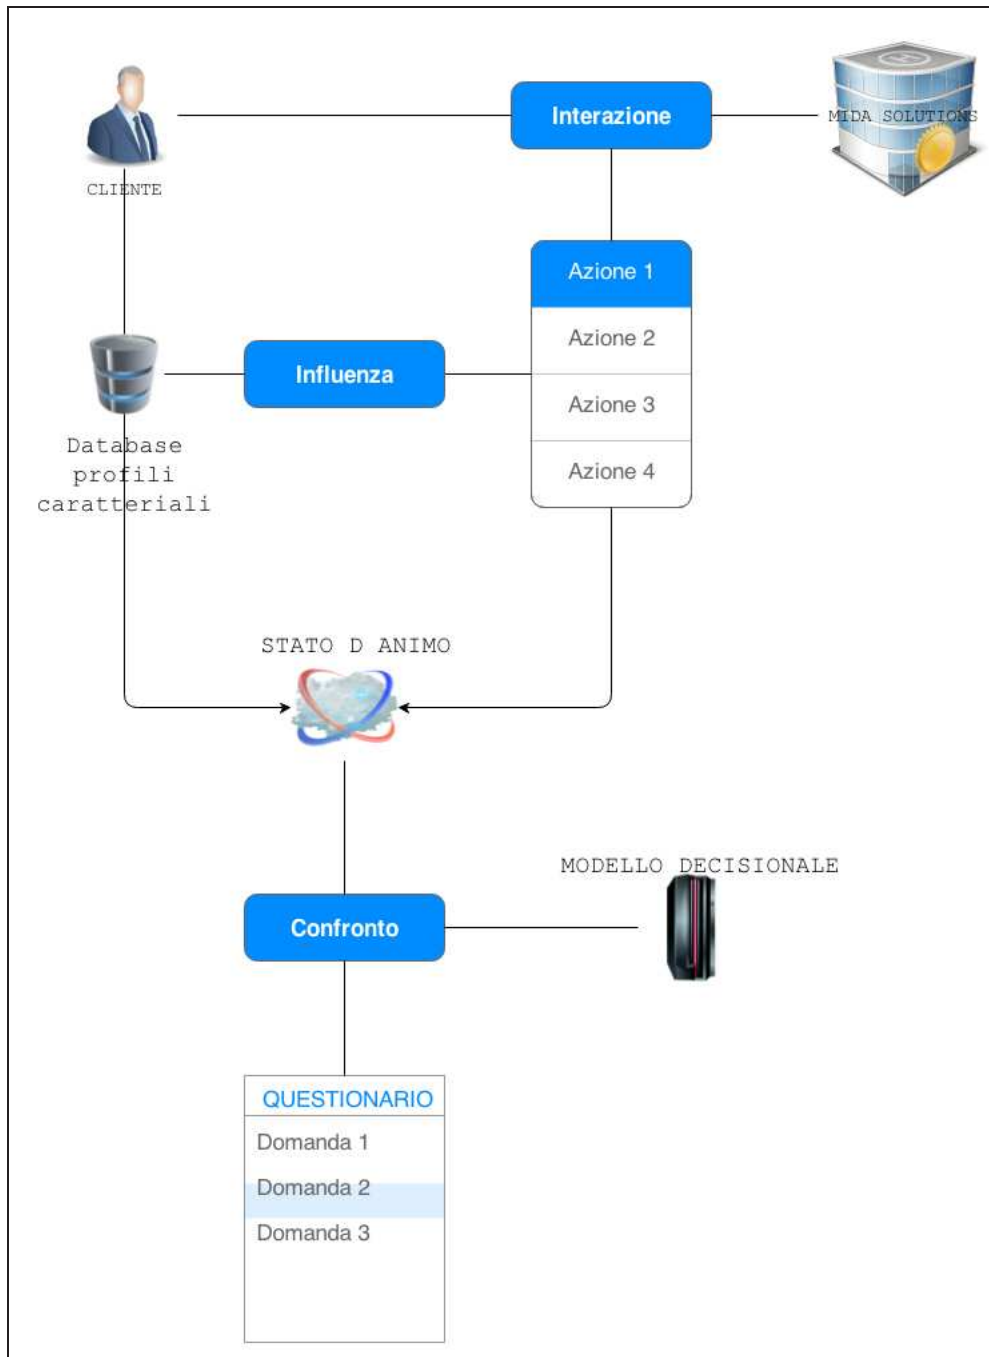 Interazione
MIDA SOLUTIONS
CLIENTE
Azione 1
Azione 2
Influenza
Azione 3
Database
profili
caratteriali
Azione 4
STATO D ANIMO
MODELLO DECISIONALE
Confronto
QUESTIONARIO
Domanda 1
Domanda 2
Domanda 3